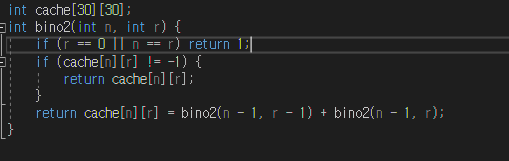 int cache[30][30];
int bino2(int n, int r) {
    if (r == 0 || n == r) return 1;
    if (cache[n][r] != -1) {
        return cache[n][r];
    }
    return cache[n][r] = bino2(n - 1, r - 1) + bino2(n - 1, r);
}